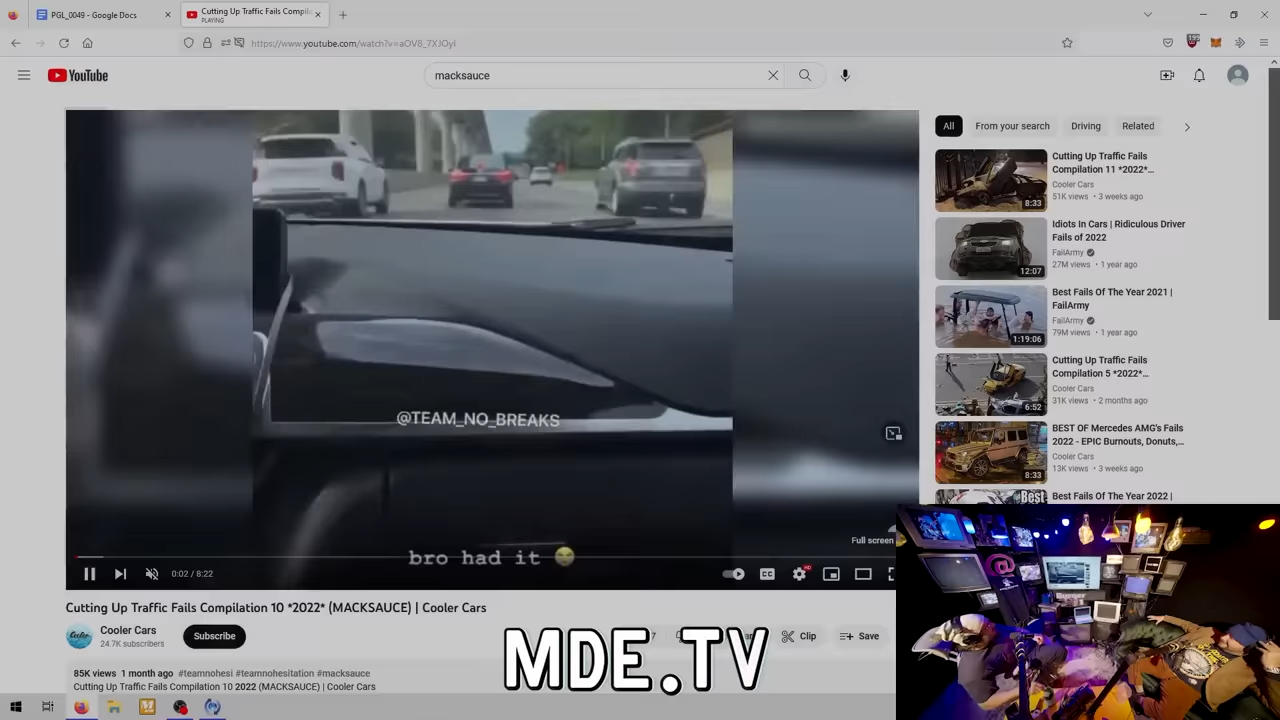 PGL_0049 - Google Docs
Cutting Up Traffic Fails Compil
PLAYING
https://www.youtube.com/watch?v=aOV8_7XJOyI
YouTube
macksauce
@TEAM_NO_BREAKS
bro had it
Full screen
0:02 / 8:22
CC
HD
Cutting Up Traffic Fails Compilation 10 *2022* (MACKSAUCE) | Cooler Cars
Cooler Cars
24.7K subscribers
Subscribe
Clip
Save
85K views 1 month ago #teamnohesi #teamnohesitation #macksauce
Cutting Up Traffic Fails Compilation 10 2022 (MACKSAUCE) | Cooler Cars
MDE.TV
All
From your search
Driving
Related
Cutting Up Traffic Fails
Compilation 11 *2022*...
Cooler Cars
51K views • 3 weeks ago
8:33
Idiots In Cars | Ridiculous Driver
Fails of 2022
FailArmy
27M views • 1 year ago
12:07
Best Fails Of The Year 2021 |
FailArmy
FailArmy
79M views • 1 year ago
1:19:06
Cutting Up Traffic Fails
Compilation 5 *2022*...
Cooler Cars
31K views • 2 months ago
6:52
BEST OF Mercedes AMG's Fails
2022 - EPIC Burnouts, Donuts,...
Cooler Cars
13K views • 3 weeks ago
8:33
Best Fails Of The Year 2022 |
Best